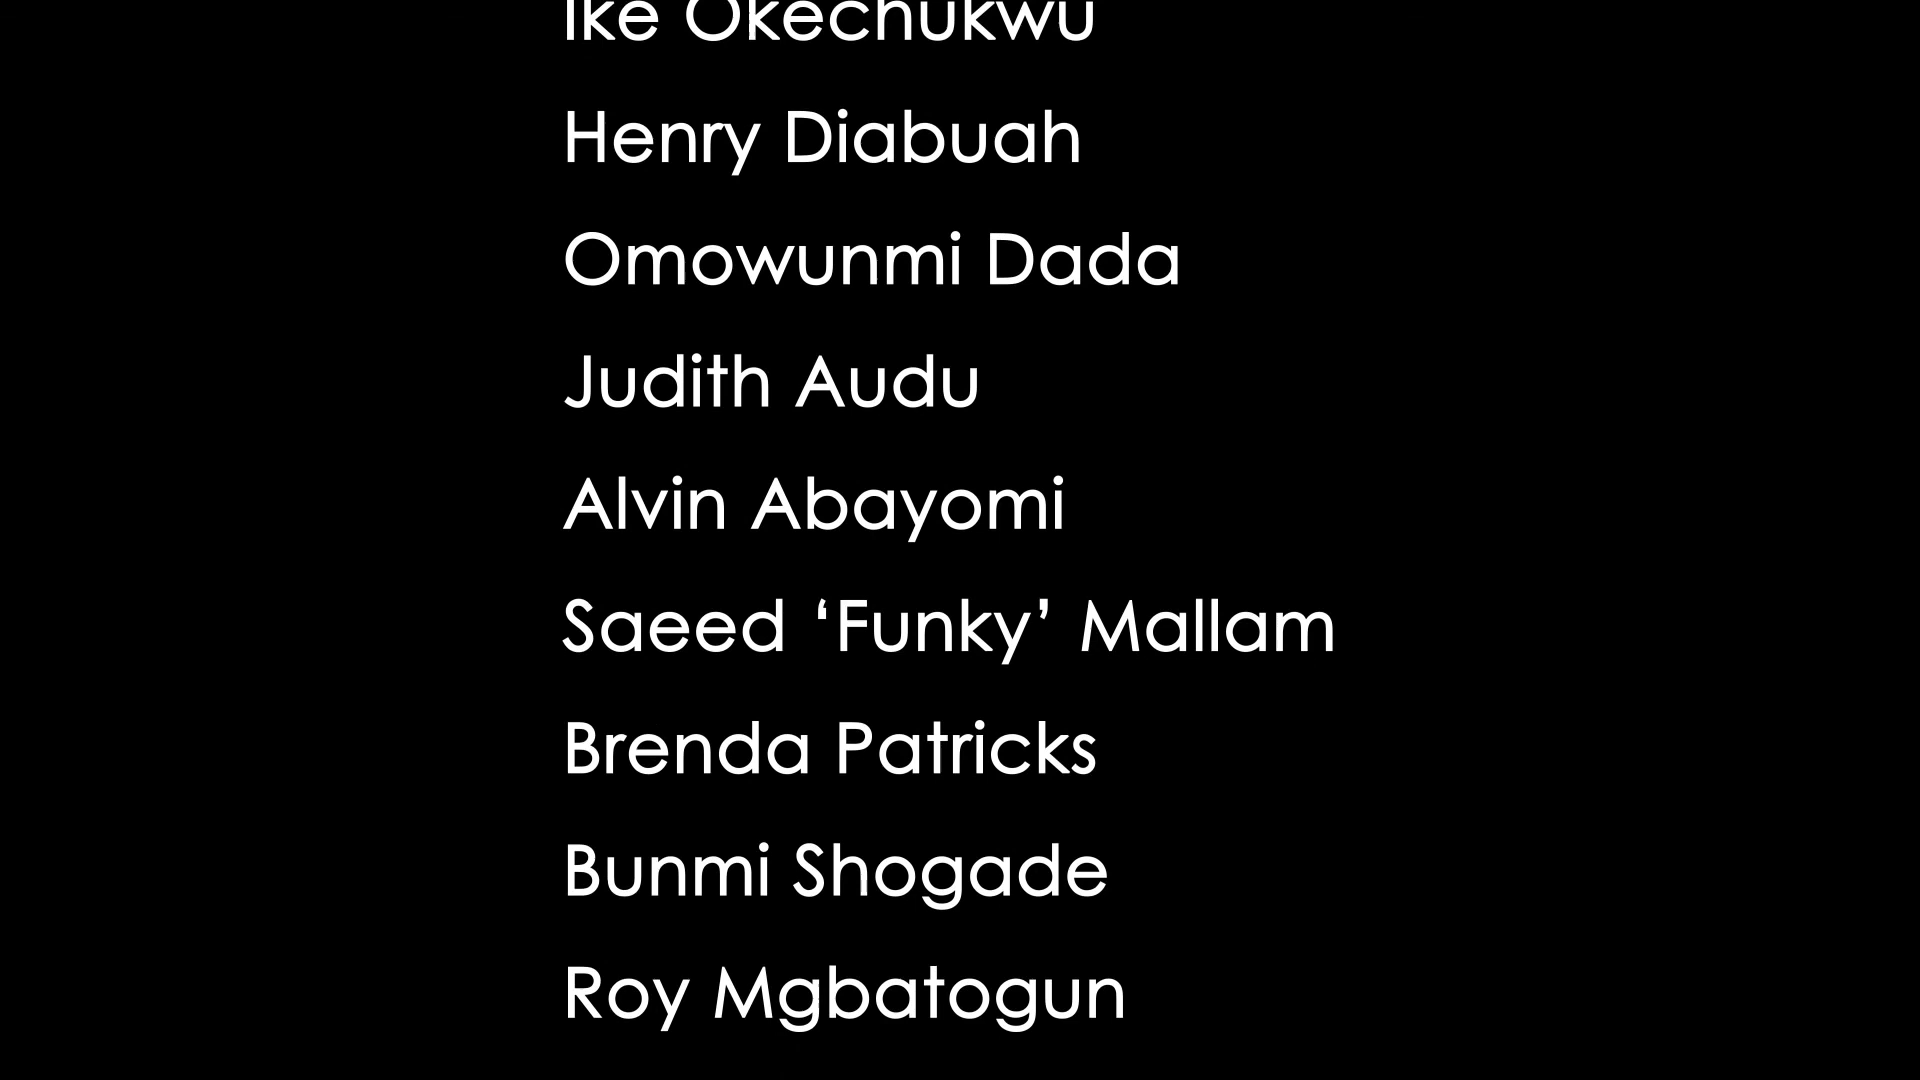 Ike Okechukwu
Henry Diabuah
Omowunmi Dada
Judith Audu
Alvin Abayomi
Saeed ‘Funky’ Mallam
Brenda Patricks
Bunmi Shogade
Roy Mgbatogun